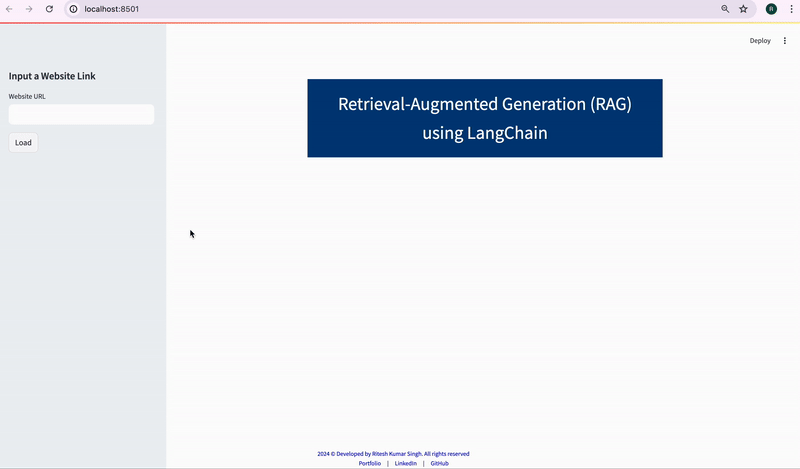 localhost:8501
R
Deploy
Input a Website Link
Website URL
Load
Retrieval-Augmented Generation (RAG)
using LangChain
2024 © Developed by Ritesh Kumar Singh. All rights reserved
Portfolio | LinkedIn | GitHub